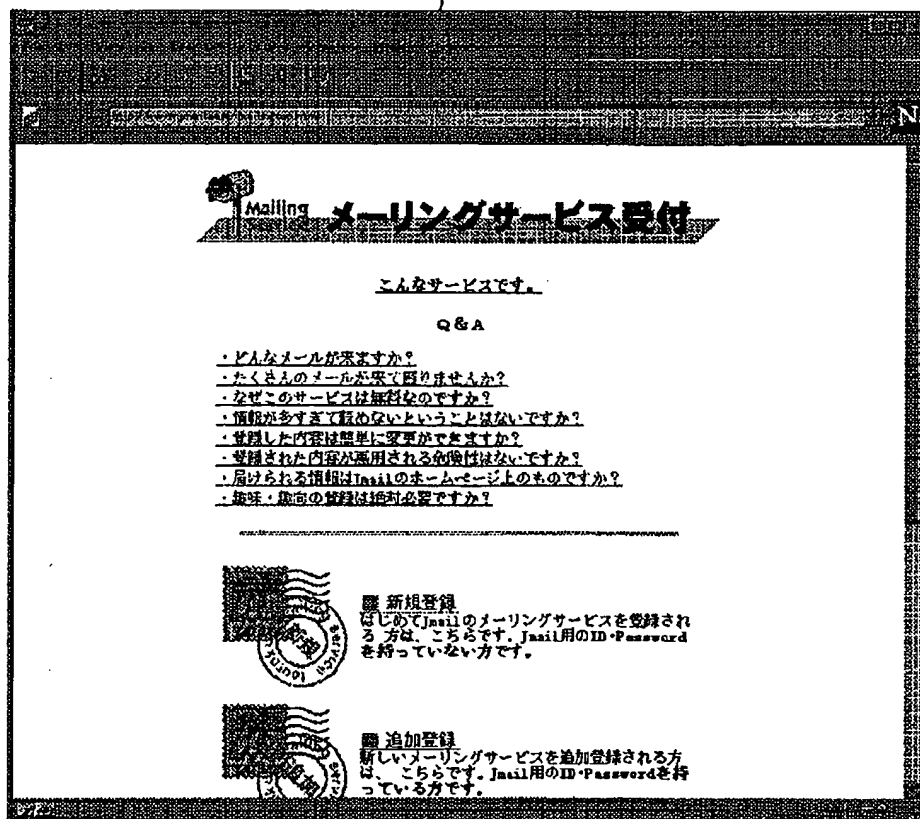 Mailing
Service
メーリングサービス受付
こんなサービスです。
Q&A
・どんなメールが来ますか？
・たくさんのメールが来て困りませんか？
・なぜこのサービスは無料なのですか？
・情報が多すぎて読めないということはないですか？
・登録した内容は簡単に変更ができますか？
・登録された内容が悪用される危険性はないですか？
・届けられる情報はJmailのホームページ上のものですか？
・趣味・趣向の登録は絶対必要ですか？
新規登録
はじめてJmailのメーリングサービスを登録され
る 方は、こちらです。Jmail用のID・Password
を持っていない方です。
新規
追加登録
新しいメーリングサービスを追加登録される方
は、 こちらです。Jmail用のID・Passwordを持
っている方です。
追加
N